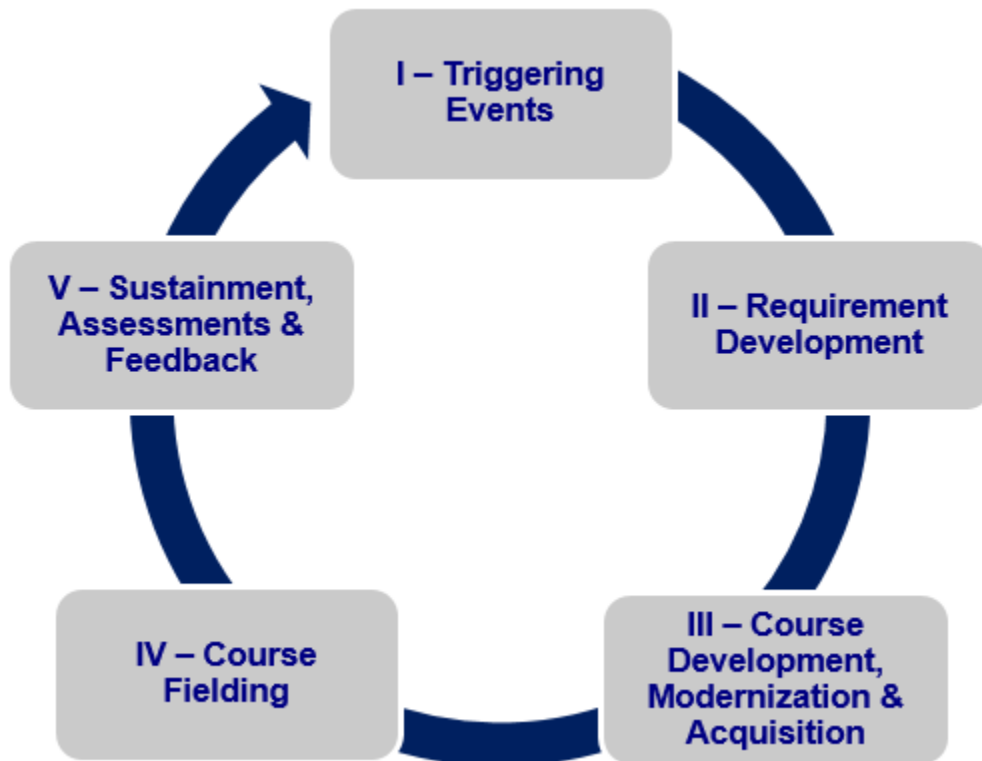 I – Triggering
Events
II – Requirement
Development
III – Course
Development,
Modernization &
Acquisition
IV – Course
Fielding
V – Sustainment,
Assessments &
Feedback